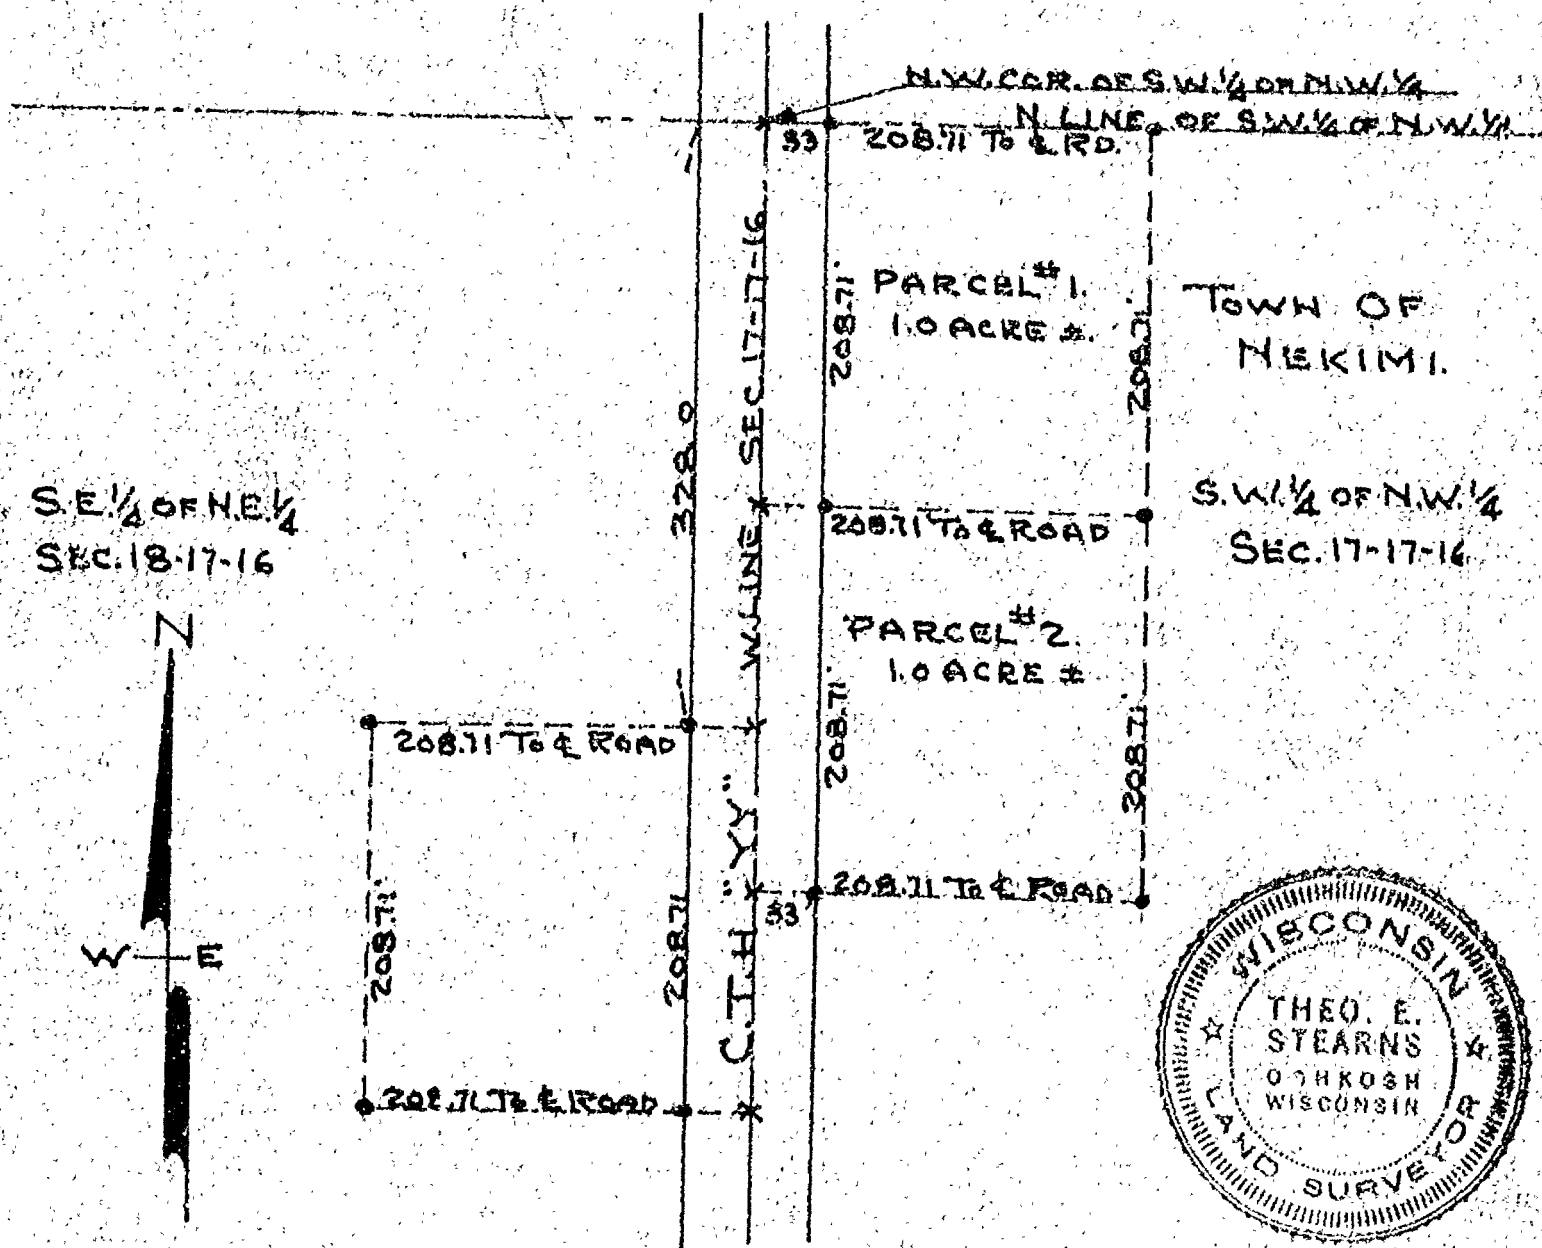 N.W. COR. OF S.W. 1/4 OF N.W. 1/4
N. LINE OF S.W. 1/4 OF N.W. 1/4
33
208.71 To ℄ RD.
W. LINE SEC. 17-17-16
208.71'
PARCEL #1.
1.0 ACRE ±.
208.71'
TOWN OF
NEKIMI.
328.0
S.E. 1/4 OF N.E. 1/4
SEC. 18-17-16
208.71 To ℄ ROAD
S.W. 1/4 OF N.W. 1/4
SEC. 17-17-16
N
PARCEL #2.
1.0 ACRE ±
208.71'
208.71'
208.71 To ℄ ROAD
C.T.H. "YY"
208.71 To ℄ ROAD
33
208.71'
208.71
W E
208.71 To ℄ ROAD
WISCONSIN
THEO. E.
STEARNS
OSHKOSH
WISCONSIN
LAND SURVEYOR